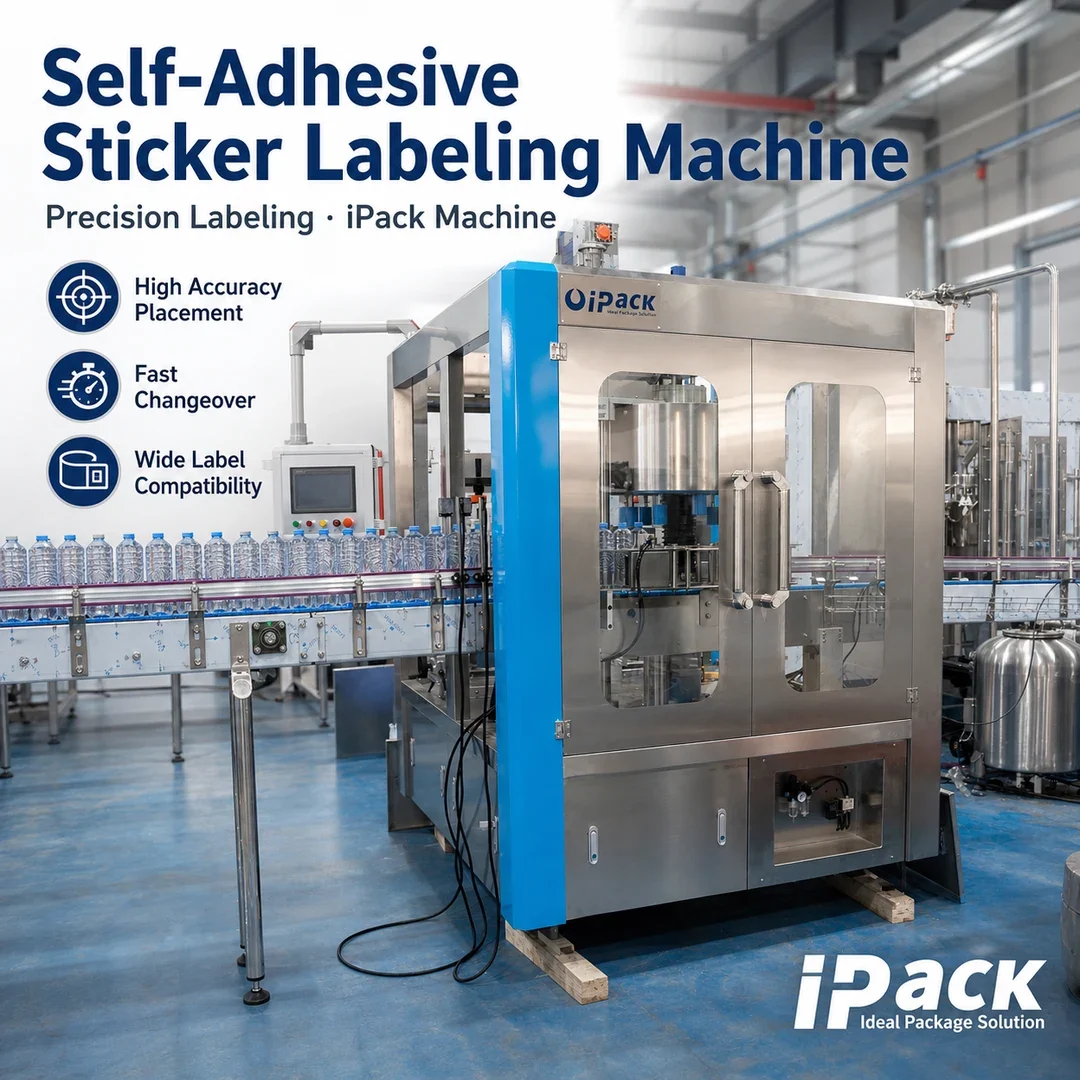 Self-Adhesive
Sticker Labeling Machine
Precision Labeling · iPack Machine
High Accuracy
Placement
Fast
Changeover
Wide Label
Compatibility
iPack
Ideal Package Solution
iPack
Ideal Package Solution